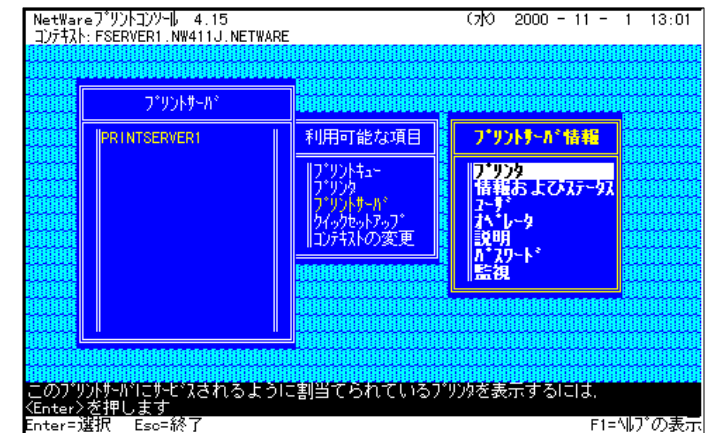 NetWareﾌﾟﾘﾝﾄｺﾝｿｰﾙ 4.15 (水) 2000 - 11 - 1 13:01
ｺﾝﾃｷｽﾄ: FSERVER1.NW411J.NETWARE
ﾌﾟﾘﾝﾄｻｰﾊﾞ
PRINTSERVER1
利用可能な項目
ﾌﾟﾘﾝﾄｷｭｰ
ﾌﾟﾘﾝﾀ
ﾌﾟﾘﾝﾄｻｰﾊﾞ
ｸｲｯｸｾｯﾄｱｯﾌﾟ
ｺﾝﾃｷｽﾄの変更
ﾌﾟﾘﾝﾄｻｰﾊﾞ情報
ﾌﾟﾘﾝﾀ
情報およびｽﾃｰﾀｽ
ﾕｰｻﾞ
ｵﾍﾟﾚｰﾀ
説明
ﾊﾟｽﾜｰﾄﾞ
監視
このﾌﾟﾘﾝﾄｻｰﾊﾞにｻｰﾋﾞｽされるように割当てられているﾌﾟﾘﾝﾀを表示するには,
<Enter>を押します
Enter=選択 Esc=終了 F1=ﾍﾙﾌﾟの表示